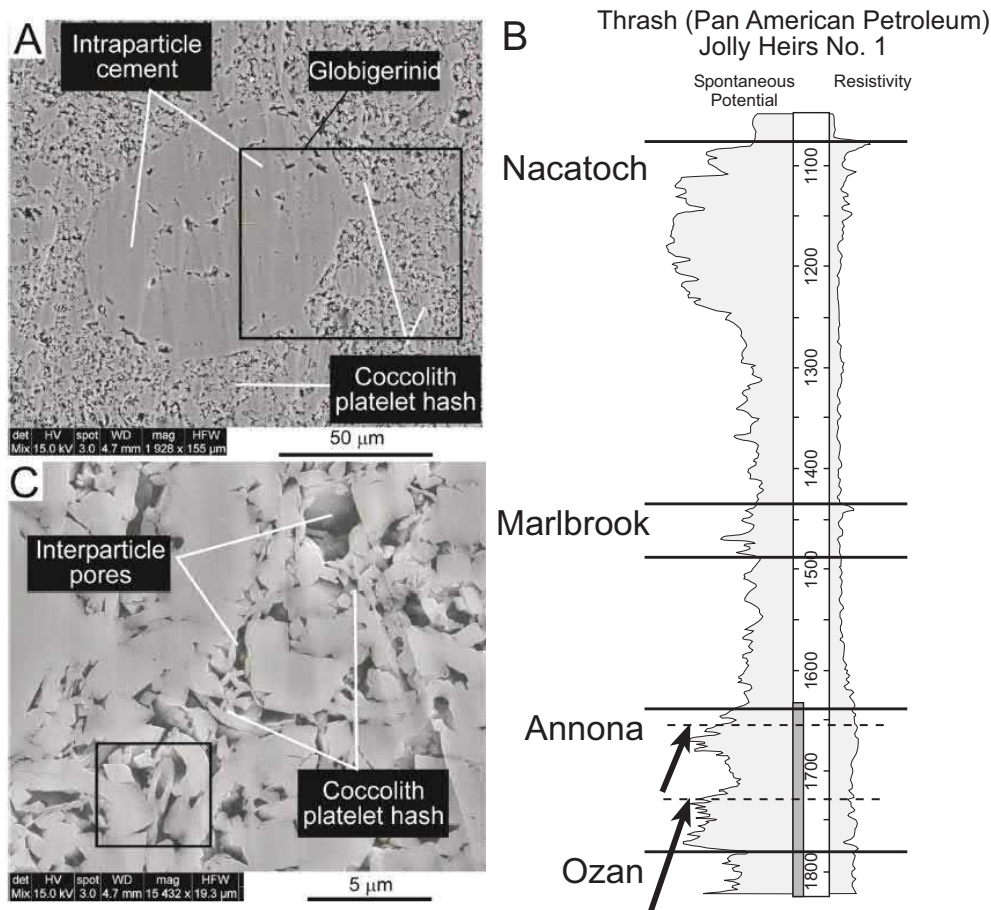 A
Intraparticle
cement
Globigerinid
Coccolith
platelet hash
det HV spot WD mag HFW
Mix 15.0 kV 3.0 4.7 mm 1 928 x 155 µm
50 µm
B
Thrash (Pan American Petroleum)
Jolly Heirs No. 1
Spontaneous
Potential
Resistivity
Nacatoch
1100
1200
1300
1400
Marlbrook
1500
1600
Annona
1700
Ozan
1800
C
Interparticle
pores
Coccolith
platelet hash
det HV spot WD mag HFW
Mix 15.0 kV 3.0 4.7 mm 15 432 x 19.3 µm
5 µm